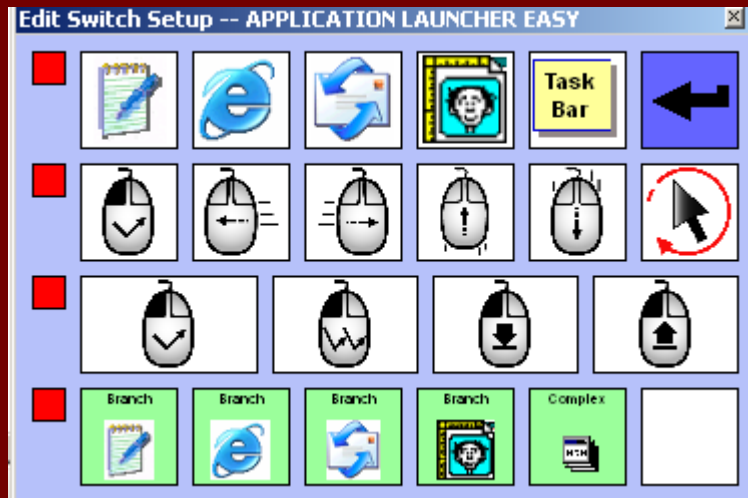 Edit Switch Setup -- APPLICATION LAUNCHER EASY
Task
Bar
Branch Branch Branch Branch Complex